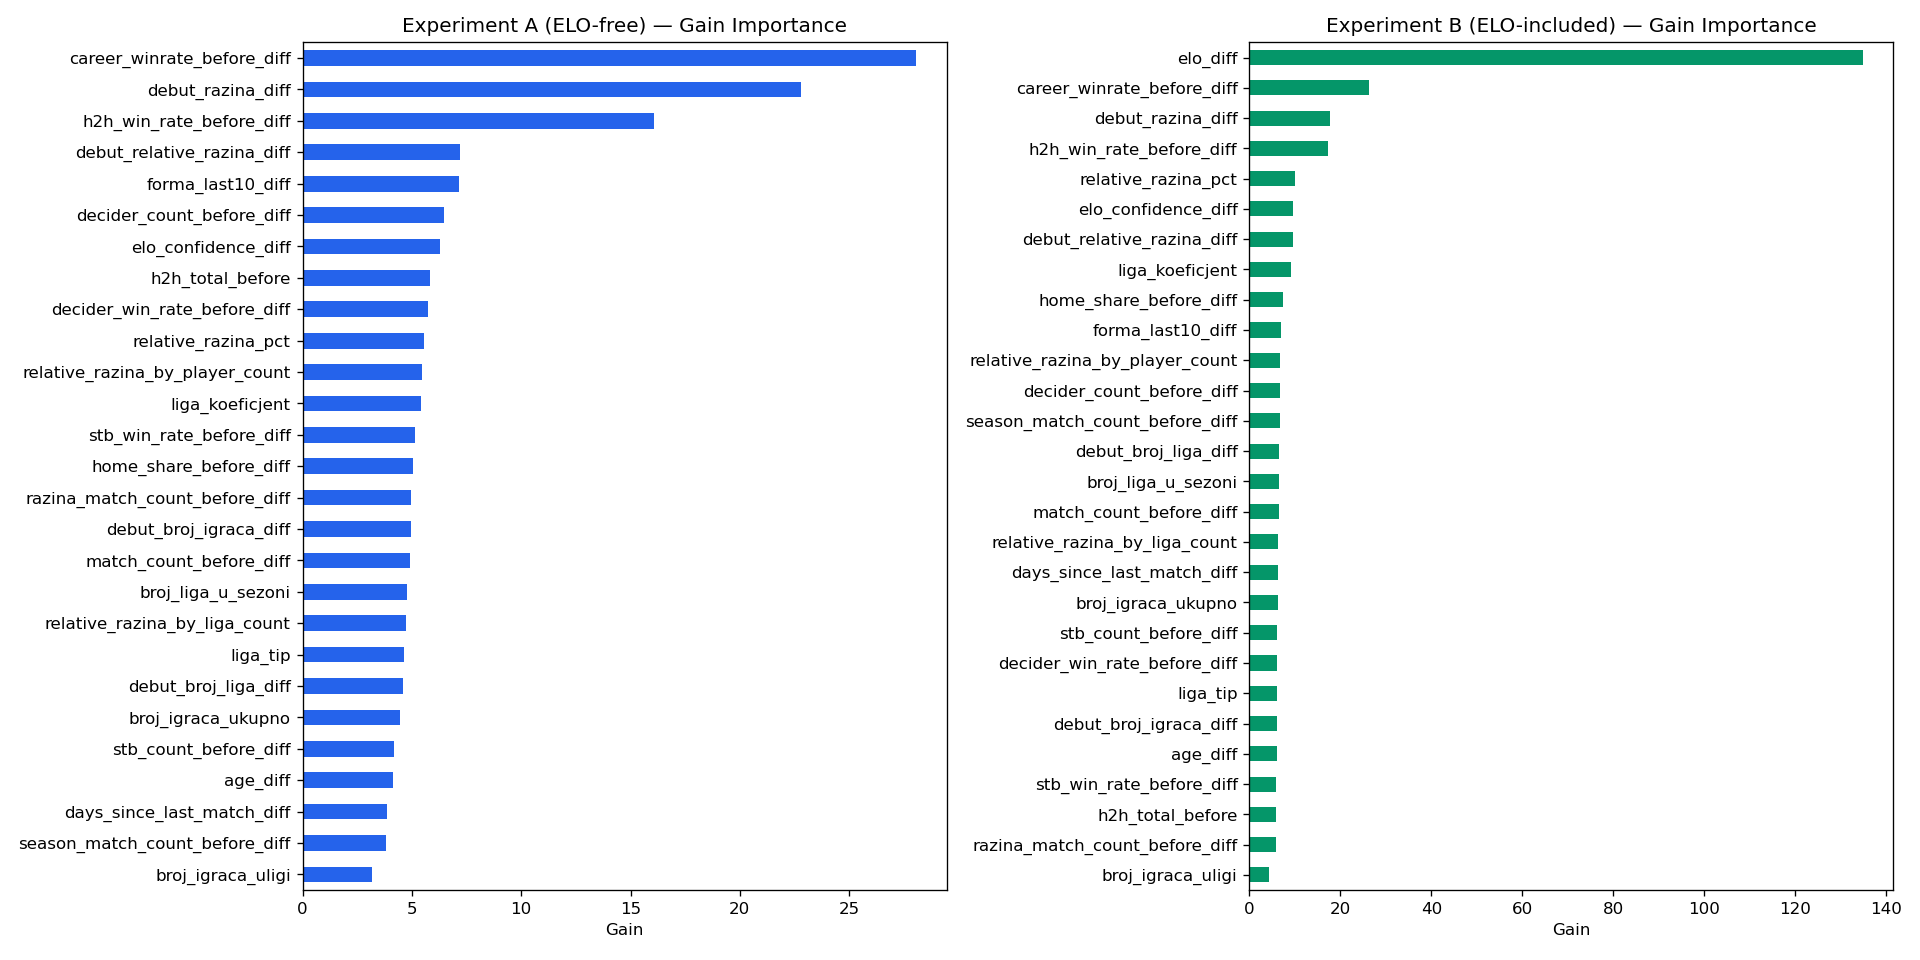 Experiment A (ELO-free) — Gain Importance
career_winrate_before_diff
debut_razina_diff
h2h_win_rate_before_diff
debut_relative_razina_diff
forma_last10_diff
decider_count_before_diff
elo_confidence_diff
h2h_total_before
decider_win_rate_before_diff
relative_razina_pct
relative_razina_by_player_count
liga_koeficjent
stb_win_rate_before_diff
home_share_before_diff
razina_match_count_before_diff
debut_broj_igraca_diff
match_count_before_diff
broj_liga_u_sezoni
relative_razina_by_liga_count
liga_tip
debut_broj_liga_diff
broj_igraca_ukupno
stb_count_before_diff
age_diff
days_since_last_match_diff
season_match_count_before_diff
broj_igraca_uligi
0 5 10 15 20 25
Gain
Experiment B (ELO-included) — Gain Importance
elo_diff
career_winrate_before_diff
debut_razina_diff
h2h_win_rate_before_diff
relative_razina_pct
elo_confidence_diff
debut_relative_razina_diff
liga_koeficjent
home_share_before_diff
forma_last10_diff
relative_razina_by_player_count
decider_count_before_diff
season_match_count_before_diff
debut_broj_liga_diff
broj_liga_u_sezoni
match_count_before_diff
relative_razina_by_liga_count
days_since_last_match_diff
broj_igraca_ukupno
stb_count_before_diff
decider_win_rate_before_diff
liga_tip
debut_broj_igraca_diff
age_diff
stb_win_rate_before_diff
h2h_total_before
razina_match_count_before_diff
broj_igraca_uligi
0 20 40 60 80 100 120 140
Gain